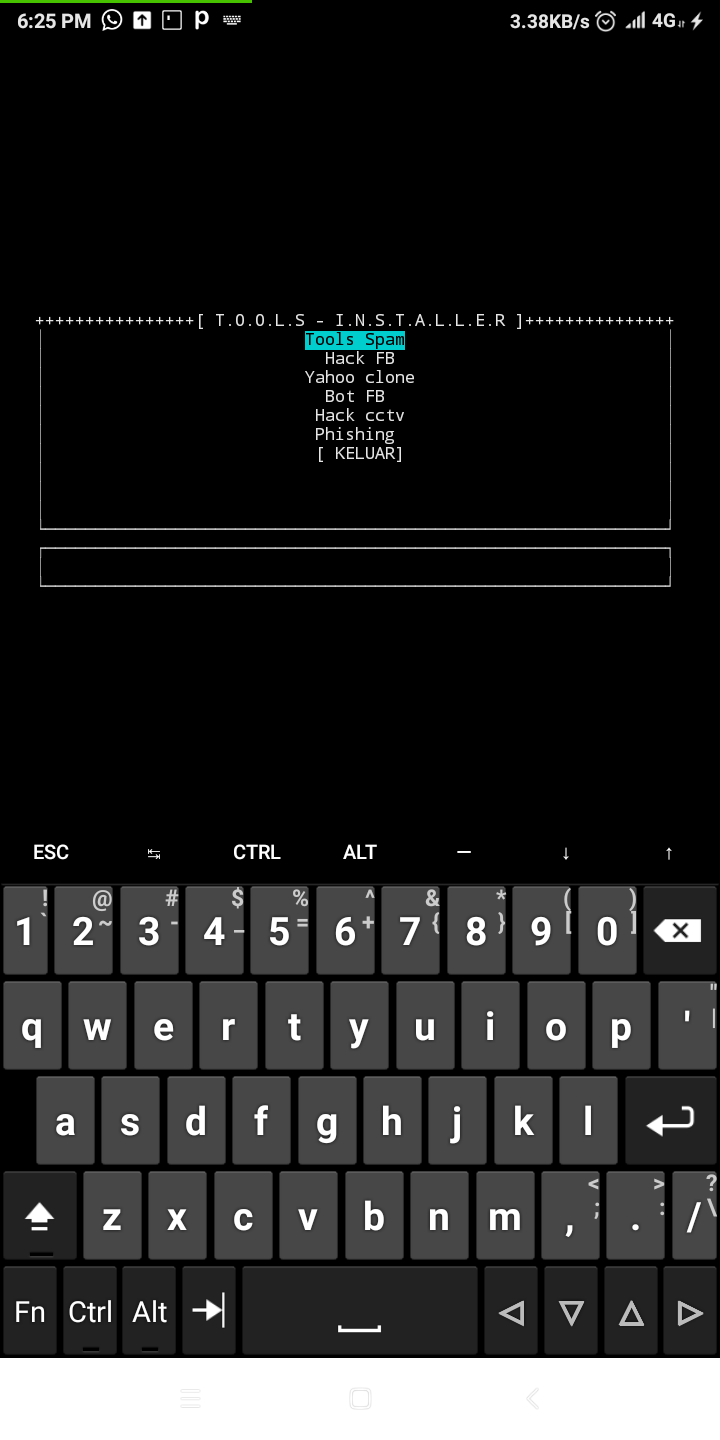 6:25 PM p 3.38KB/s 4G
++++++++++++++++[ T.O.O.L.S - I.N.S.T.A.L.L.E.R ]+++++++++++++++
Tools Spam
Hack FB
Yahoo clone
Bot FB
Hack cctv
Phishing
[ KELUAR]
ESC ↹ CTRL ALT — ↓ ↑
! @ # $ % ^ & * ( )
1 ` 2 ~ 3 - 4 _ 5 = 6 + 7 { 8 } 9 [ 0 ]
q w e r t y u i o p ' " |
a s d f g h j k l
z x c v b n m , < ; . > : / ? \
Fn Ctrl Alt